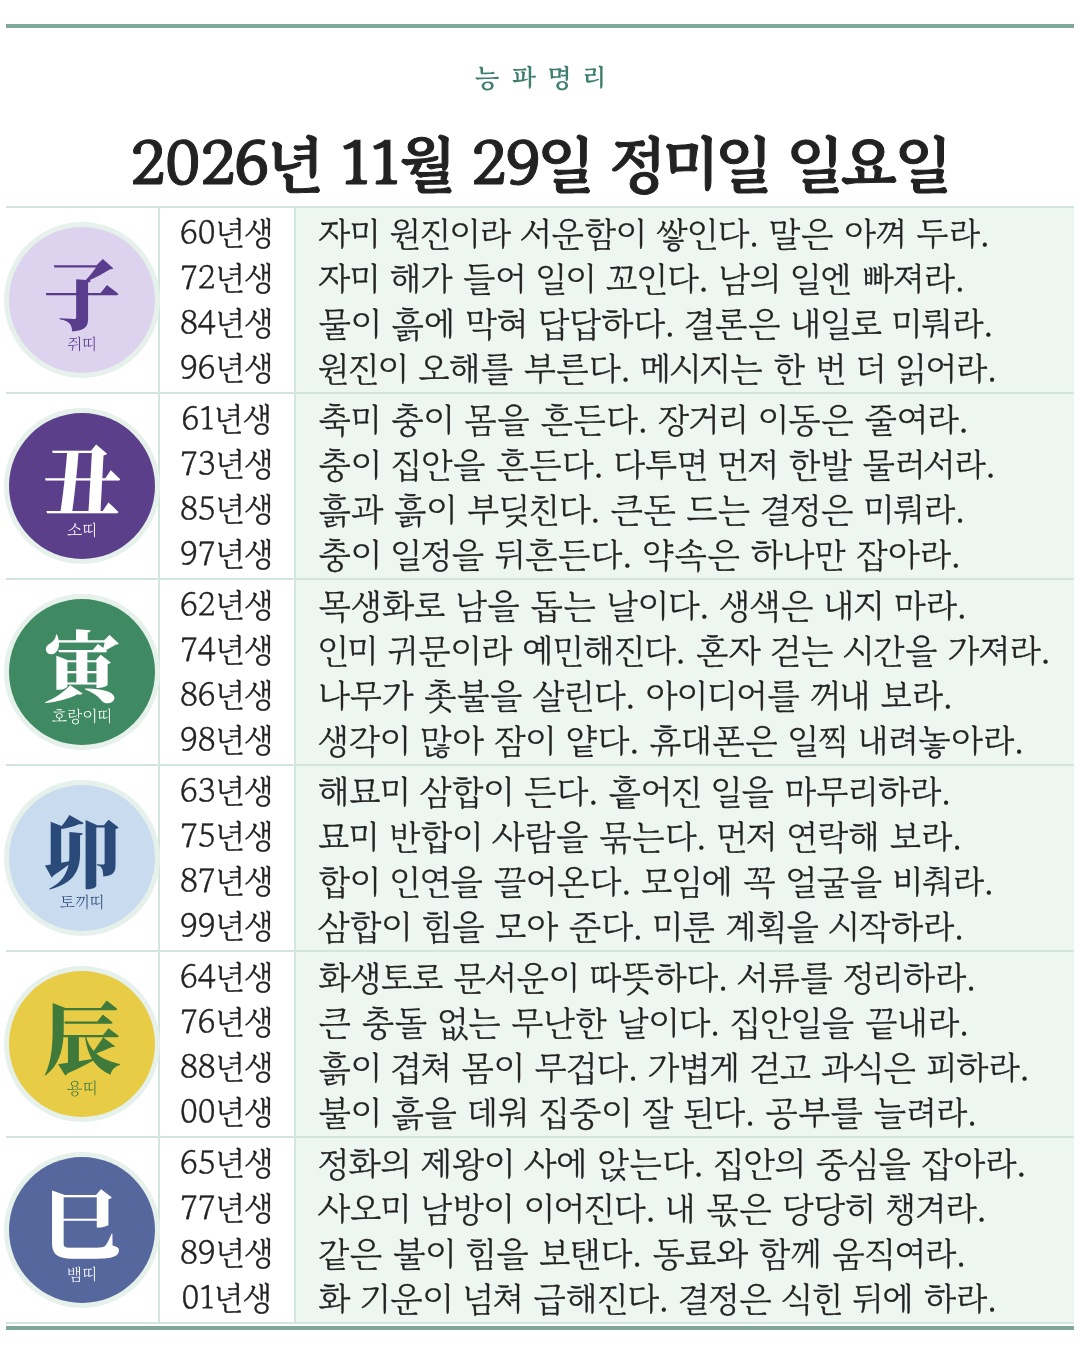 능파명리
2026년 11월 29일 정미일 일요일
子
쥐띠
60년생 자미 원진이라 서운함이 쌓인다. 말은 아껴 두라.
72년생 자미 해가 들어 일이 꼬인다. 남의 일엔 빠져라.
84년생 물이 흙에 막혀 답답하다. 결론은 내일로 미뤄라.
96년생 원진이 오해를 부른다. 메시지는 한 번 더 읽어라.
丑
소띠
61년생 축미 충이 몸을 흔든다. 장거리 이동은 줄여라.
73년생 충이 집안을 흔든다. 다투면 먼저 한발 물러서라.
85년생 흙과 흙이 부딪친다. 큰돈 드는 결정은 미뤄라.
97년생 충이 일정을 뒤흔든다. 약속은 하나만 잡아라.
寅
호랑이띠
62년생 목생화로 남을 돕는 날이다. 생색은 내지 마라.
74년생 인미 귀문이라 예민해진다. 혼자 걷는 시간을 가져라.
86년생 나무가 촛불을 살린다. 아이디어를 꺼내 보라.
98년생 생각이 많아 잠이 얕다. 휴대폰은 일찍 내려놓아라.
卯
토끼띠
63년생 해묘미 삼합이 든다. 흩어진 일을 마무리하라.
75년생 묘미 반합이 사람을 묶는다. 먼저 연락해 보라.
87년생 합이 인연을 끌어온다. 모임에 꼭 얼굴을 비춰라.
99년생 삼합이 힘을 모아 준다. 미룬 계획을 시작하라.
辰
용띠
64년생 화생토로 문서운이 따뜻하다. 서류를 정리하라.
76년생 큰 충돌 없는 무난한 날이다. 집안일을 끝내라.
88년생 흙이 겹쳐 몸이 무겁다. 가볍게 걷고 과식은 피하라.
00년생 불이 흙을 데워 집중이 잘 된다. 공부를 늘려라.
巳
뱀띠
65년생 정화의 제왕이 사에 앉는다. 집안의 중심을 잡아라.
77년생 사오미 남방이 이어진다. 내 몫은 당당히 챙겨라.
89년생 같은 불이 힘을 보탠다. 동료와 함께 움직여라.
01년생 화 기운이 넘쳐 급해진다. 결정은 식힌 뒤에 하라.